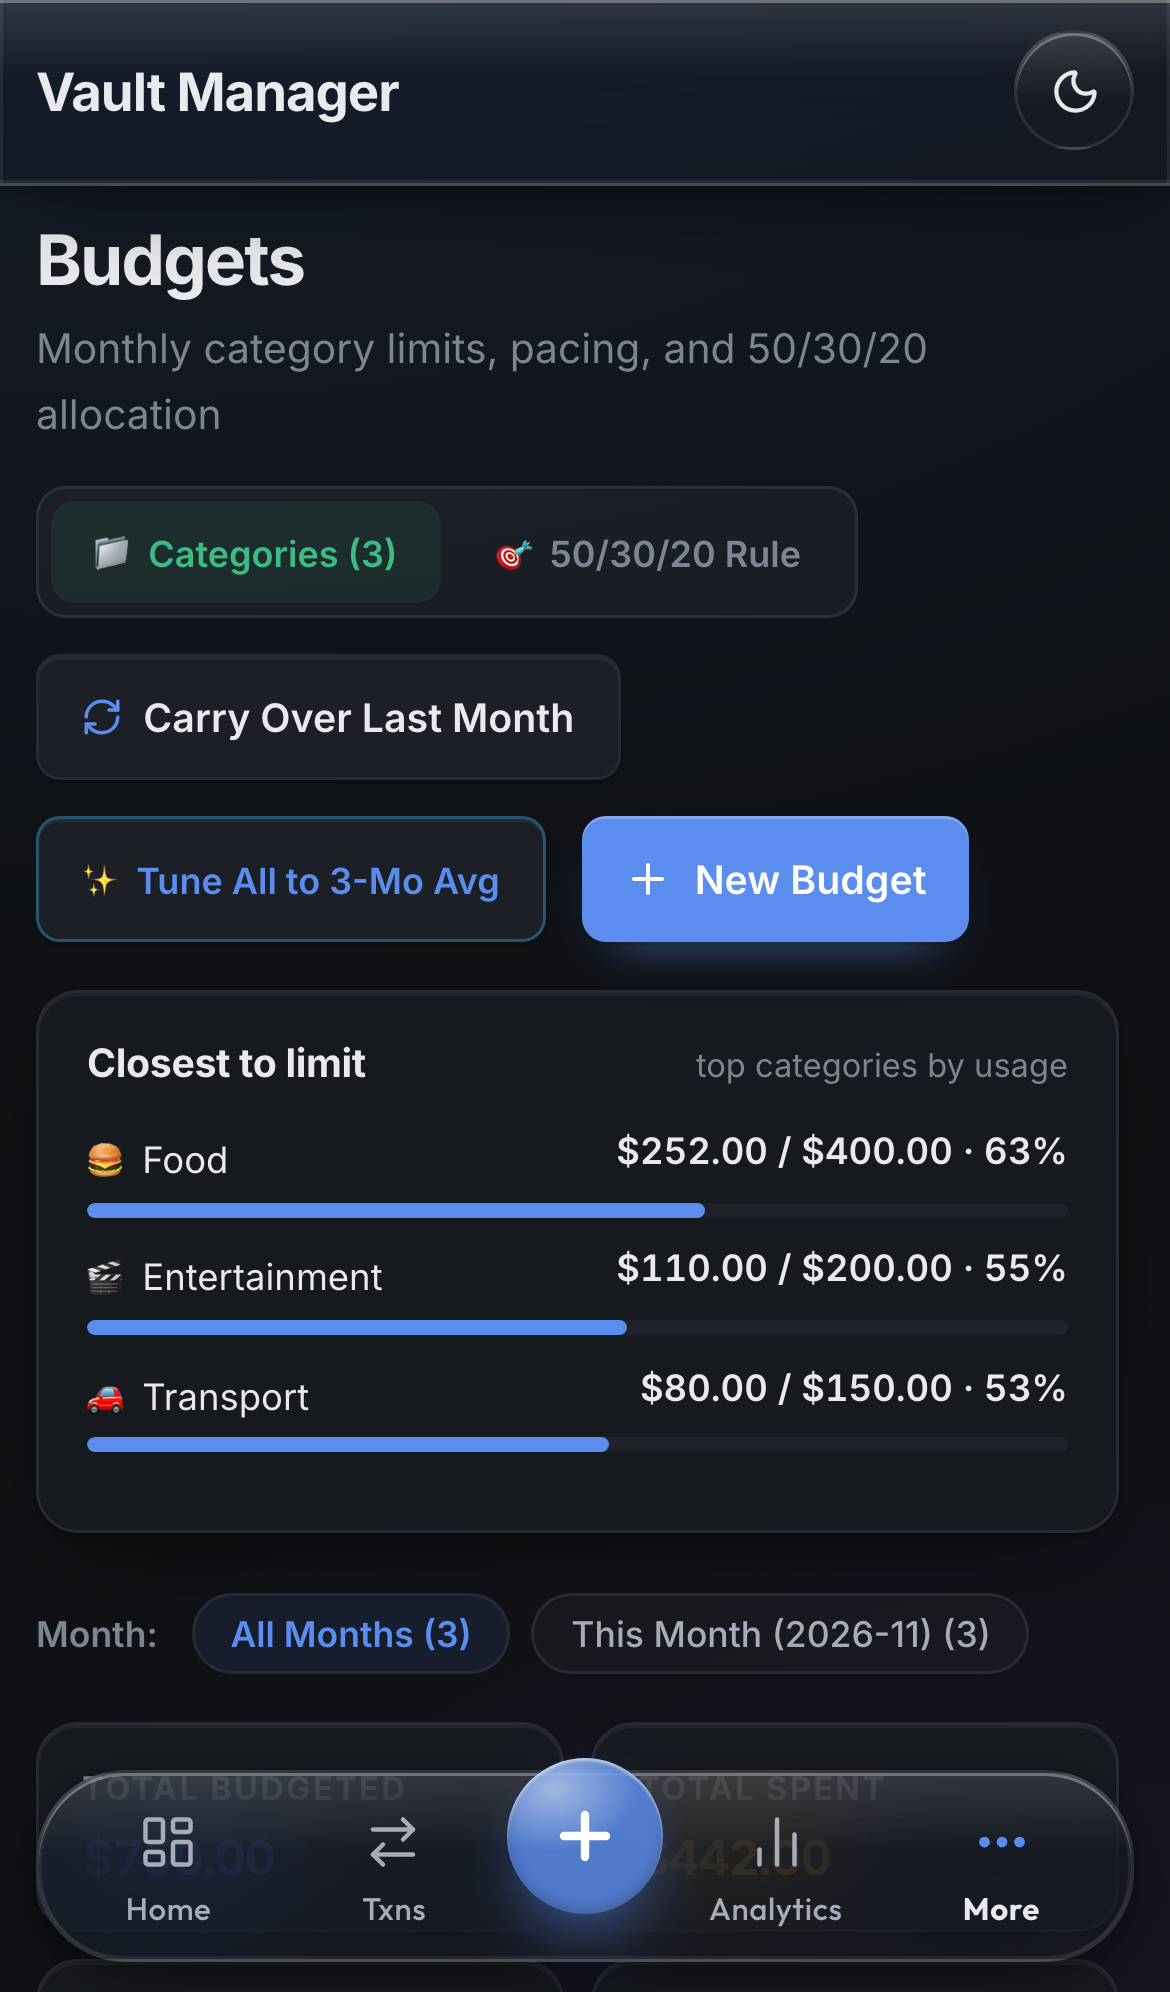 Vault Manager
Budgets
Monthly category limits, pacing, and 50/30/20
allocation
Categories (3)
50/30/20 Rule
Carry Over Last Month
Tune All to 3-Mo Avg
New Budget
Closest to limit
top categories by usage
Food
$252.00 / $400.00 · 63%
Entertainment
$110.00 / $200.00 · 55%
Transport
$80.00 / $150.00 · 53%
Month:
All Months (3)
This Month (2026-11) (3)
TOTAL BUDGETED
TOTAL SPENT
$442.00
Home
Txns
Analytics
More